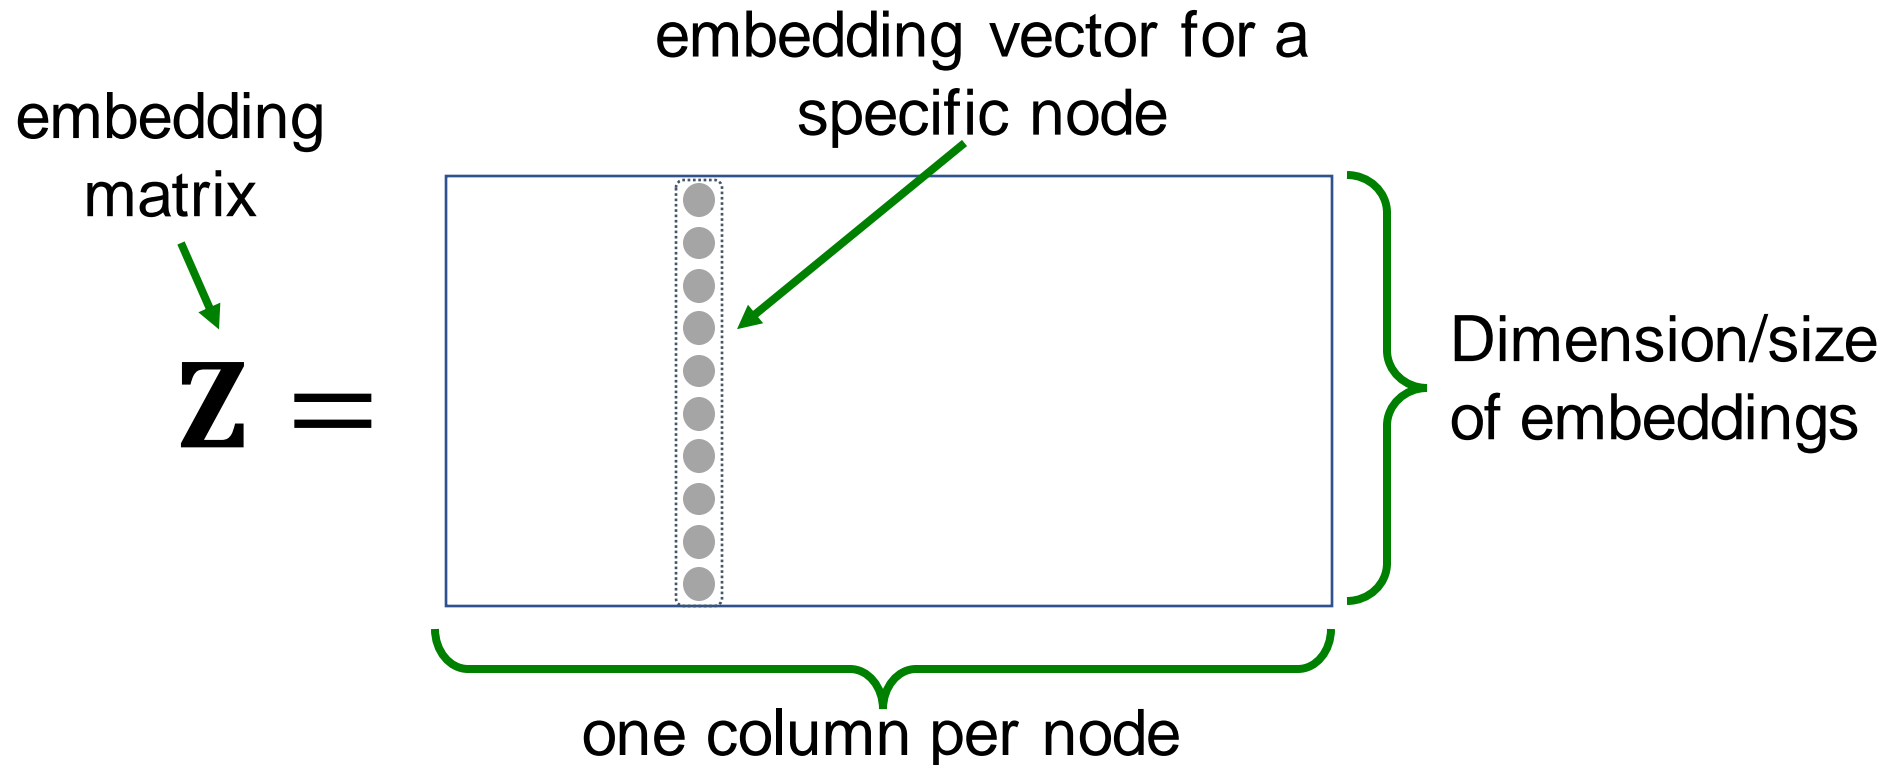 embedding vector for a
specific node
embedding
matrix
Z =
Dimension/size
of embeddings
one column per node